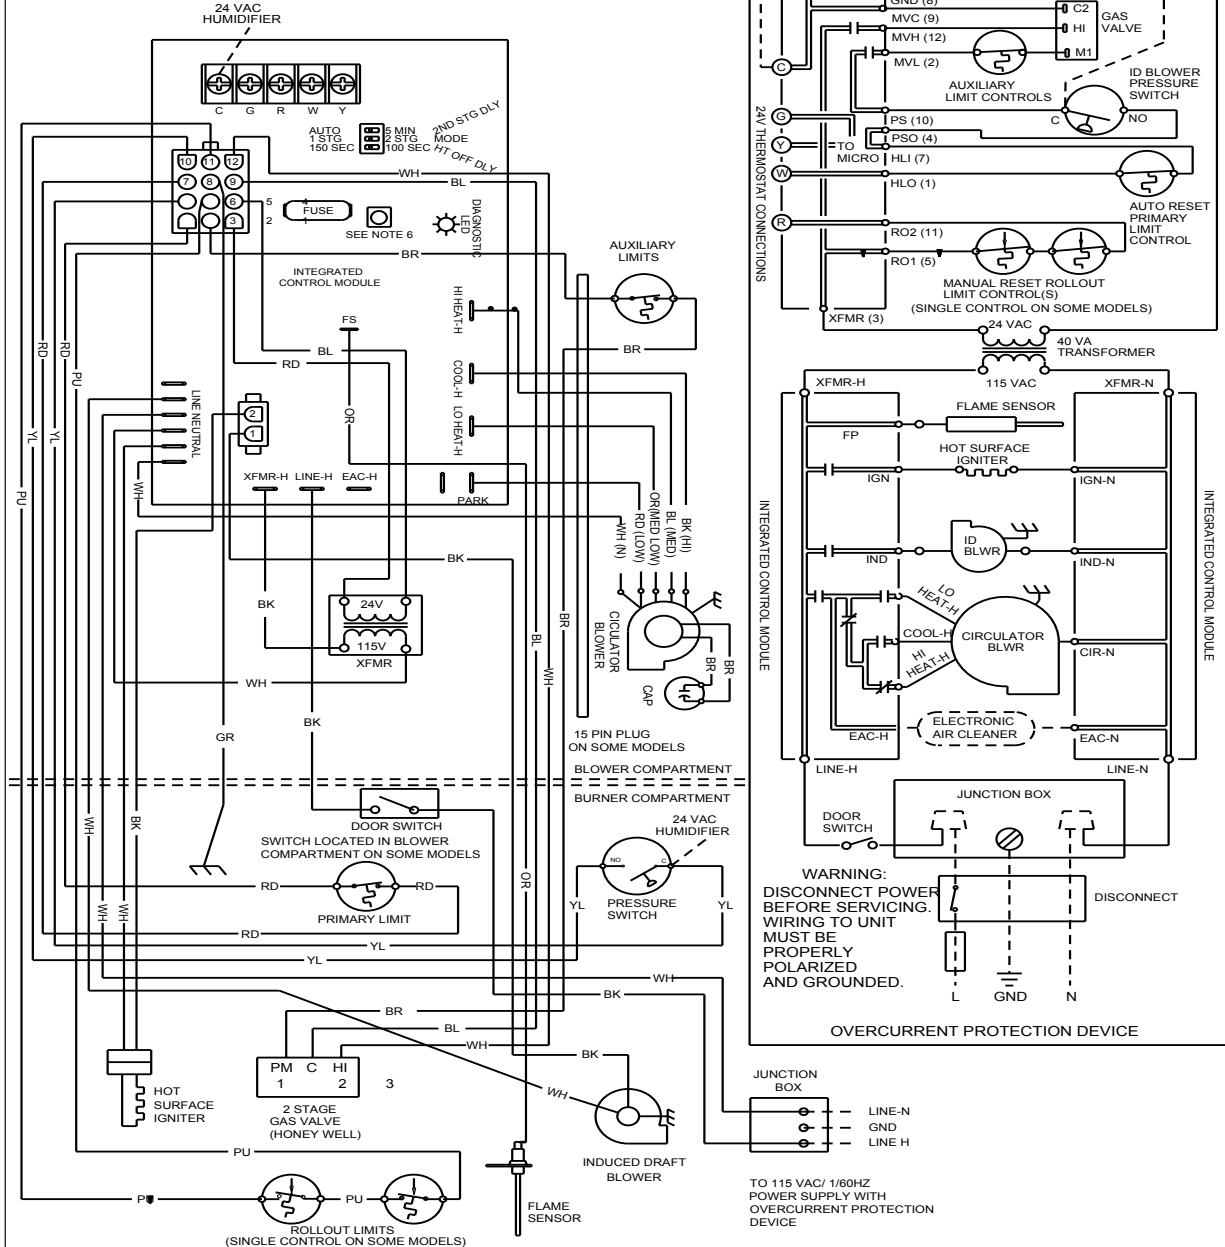 24 VAC
HUMIDIFIER
C G R W Y
AUTO 5 MIN 2ND STG DLY
1 STG 2 STG MODE
150 SEC 100 SEC HT OFF DLY
10 11 12
7 8 9
6 5
3 2
4
FUSE
1
SEE NOTE 6
DIAGNOSTIC
LED
INTEGRATED
CONTROL MODULE
WH
BL
BR
AUXILIARY
LIMITS
HI HEAT-H
FS
BL
RD
BR
COOL-H
LO HEAT-H
RD
RD
PU
YL
YL
PU
LINE NEUTRAL
2
1
OR
XFMR-H LINE-H EAC-H
PARK
WH
WH (N)
RD (LOW)
OR(MED LOW)
BL (MED)
BK (HI)
BK
BK
24V
115V
XFMR
WH
BK
GR
BL
WH
BR
CIRCULATOR
BLOWER
BR
BR
CAP
15 PIN PLUG
ON SOME MODELS
BLOWER COMPARTMENT
BURNER COMPARTMENT
DOOR SWITCH
SWITCH LOCATED IN BLOWER
COMPARTMENT ON SOME MODELS
24 VAC
HUMIDIFIER
NO C
PRESSURE
SWITCH
WH
BK
RD
RD
PRIMARY LIMIT
OR
YL
YL
WH
WH
RD
YL
YL
WH
BK
BR
BL
WH
BK
PM C HI
1 2 3
2 STAGE
GAS VALVE
(HONEY WELL)
HOT
SURFACE
IGNITER
WH
INDUCED DRAFT
BLOWER
PU
PU
PU
ROLLOUT LIMITS
(SINGLE CONTROL ON SOME MODELS)
FLAME
SENSOR
JUNCTION
BOX
LINE-N
GND
LINE H
TO 115 VAC/ 1/60HZ
POWER SUPPLY WITH
OVERCURRENT PROTECTION
DEVICE
GND (8)
MVC (9)
MVH (12)
MVL (2)
C2
HI
M1
GAS
VALVE
C
AUXILIARY
LIMIT CONTROLS
ID BLOWER
PRESSURE
SWITCH
C NO
PS (10)
PSO (4)
HLI (7)
HLO (1)
G
Y
TO
MICRO
W
R
24V THERMOSTAT CONNECTIONS
AUTO RESET
PRIMARY
LIMIT
CONTROL
RO2 (11)
RO1 (5)
MANUAL RESET ROLLOUT
LIMIT CONTROL(S)
(SINGLE CONTROL ON SOME MODELS)
XFMR (3)
24 VAC
40 VA
TRANSFORMER
115 VAC
XFMR-H
XFMR-N
FLAME SENSOR
FP
HOT SURFACE
IGNITER
IGN
IGN-N
ID
BLWR
IND
IND-N
INTEGRATED CONTROL MODULE
INTEGRATED CONTROL MODULE
LO
HEAT-H
COOL-H
HI
HEAT-H
CIRCULATOR
BLWR
CIR-N
ELECTRONIC
AIR CLEANER
EAC-H
EAC-N
LINE-H
LINE-N
JUNCTION BOX
DOOR
SWITCH
WARNING:
DISCONNECT POWER
BEFORE SERVICING.
WIRING TO UNIT
MUST BE
PROPERLY
POLARIZED
AND GROUNDED.
DISCONNECT
L GND N
OVERCURRENT PROTECTION DEVICE